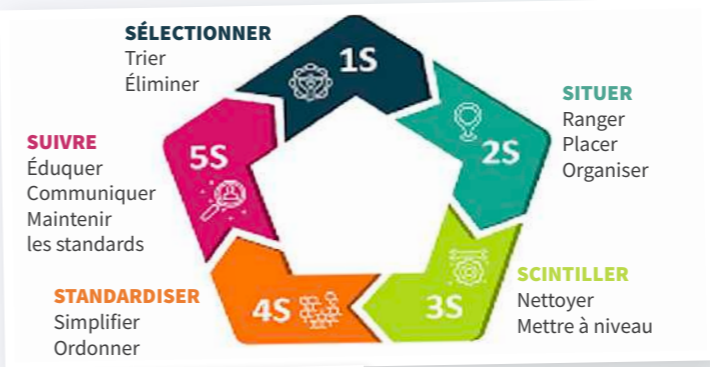 SÉLECTIONNER
Trier
Éliminer
1S
SITUER
Ranger
Placer
Organiser
2S
SCINTILLER
Nettoyer
Mettre à niveau
3S
STANDARDISER
Simplifier
Ordonner
4S
SUIVRE
Éduquer
Communiquer
Maintenir
les standards
5S